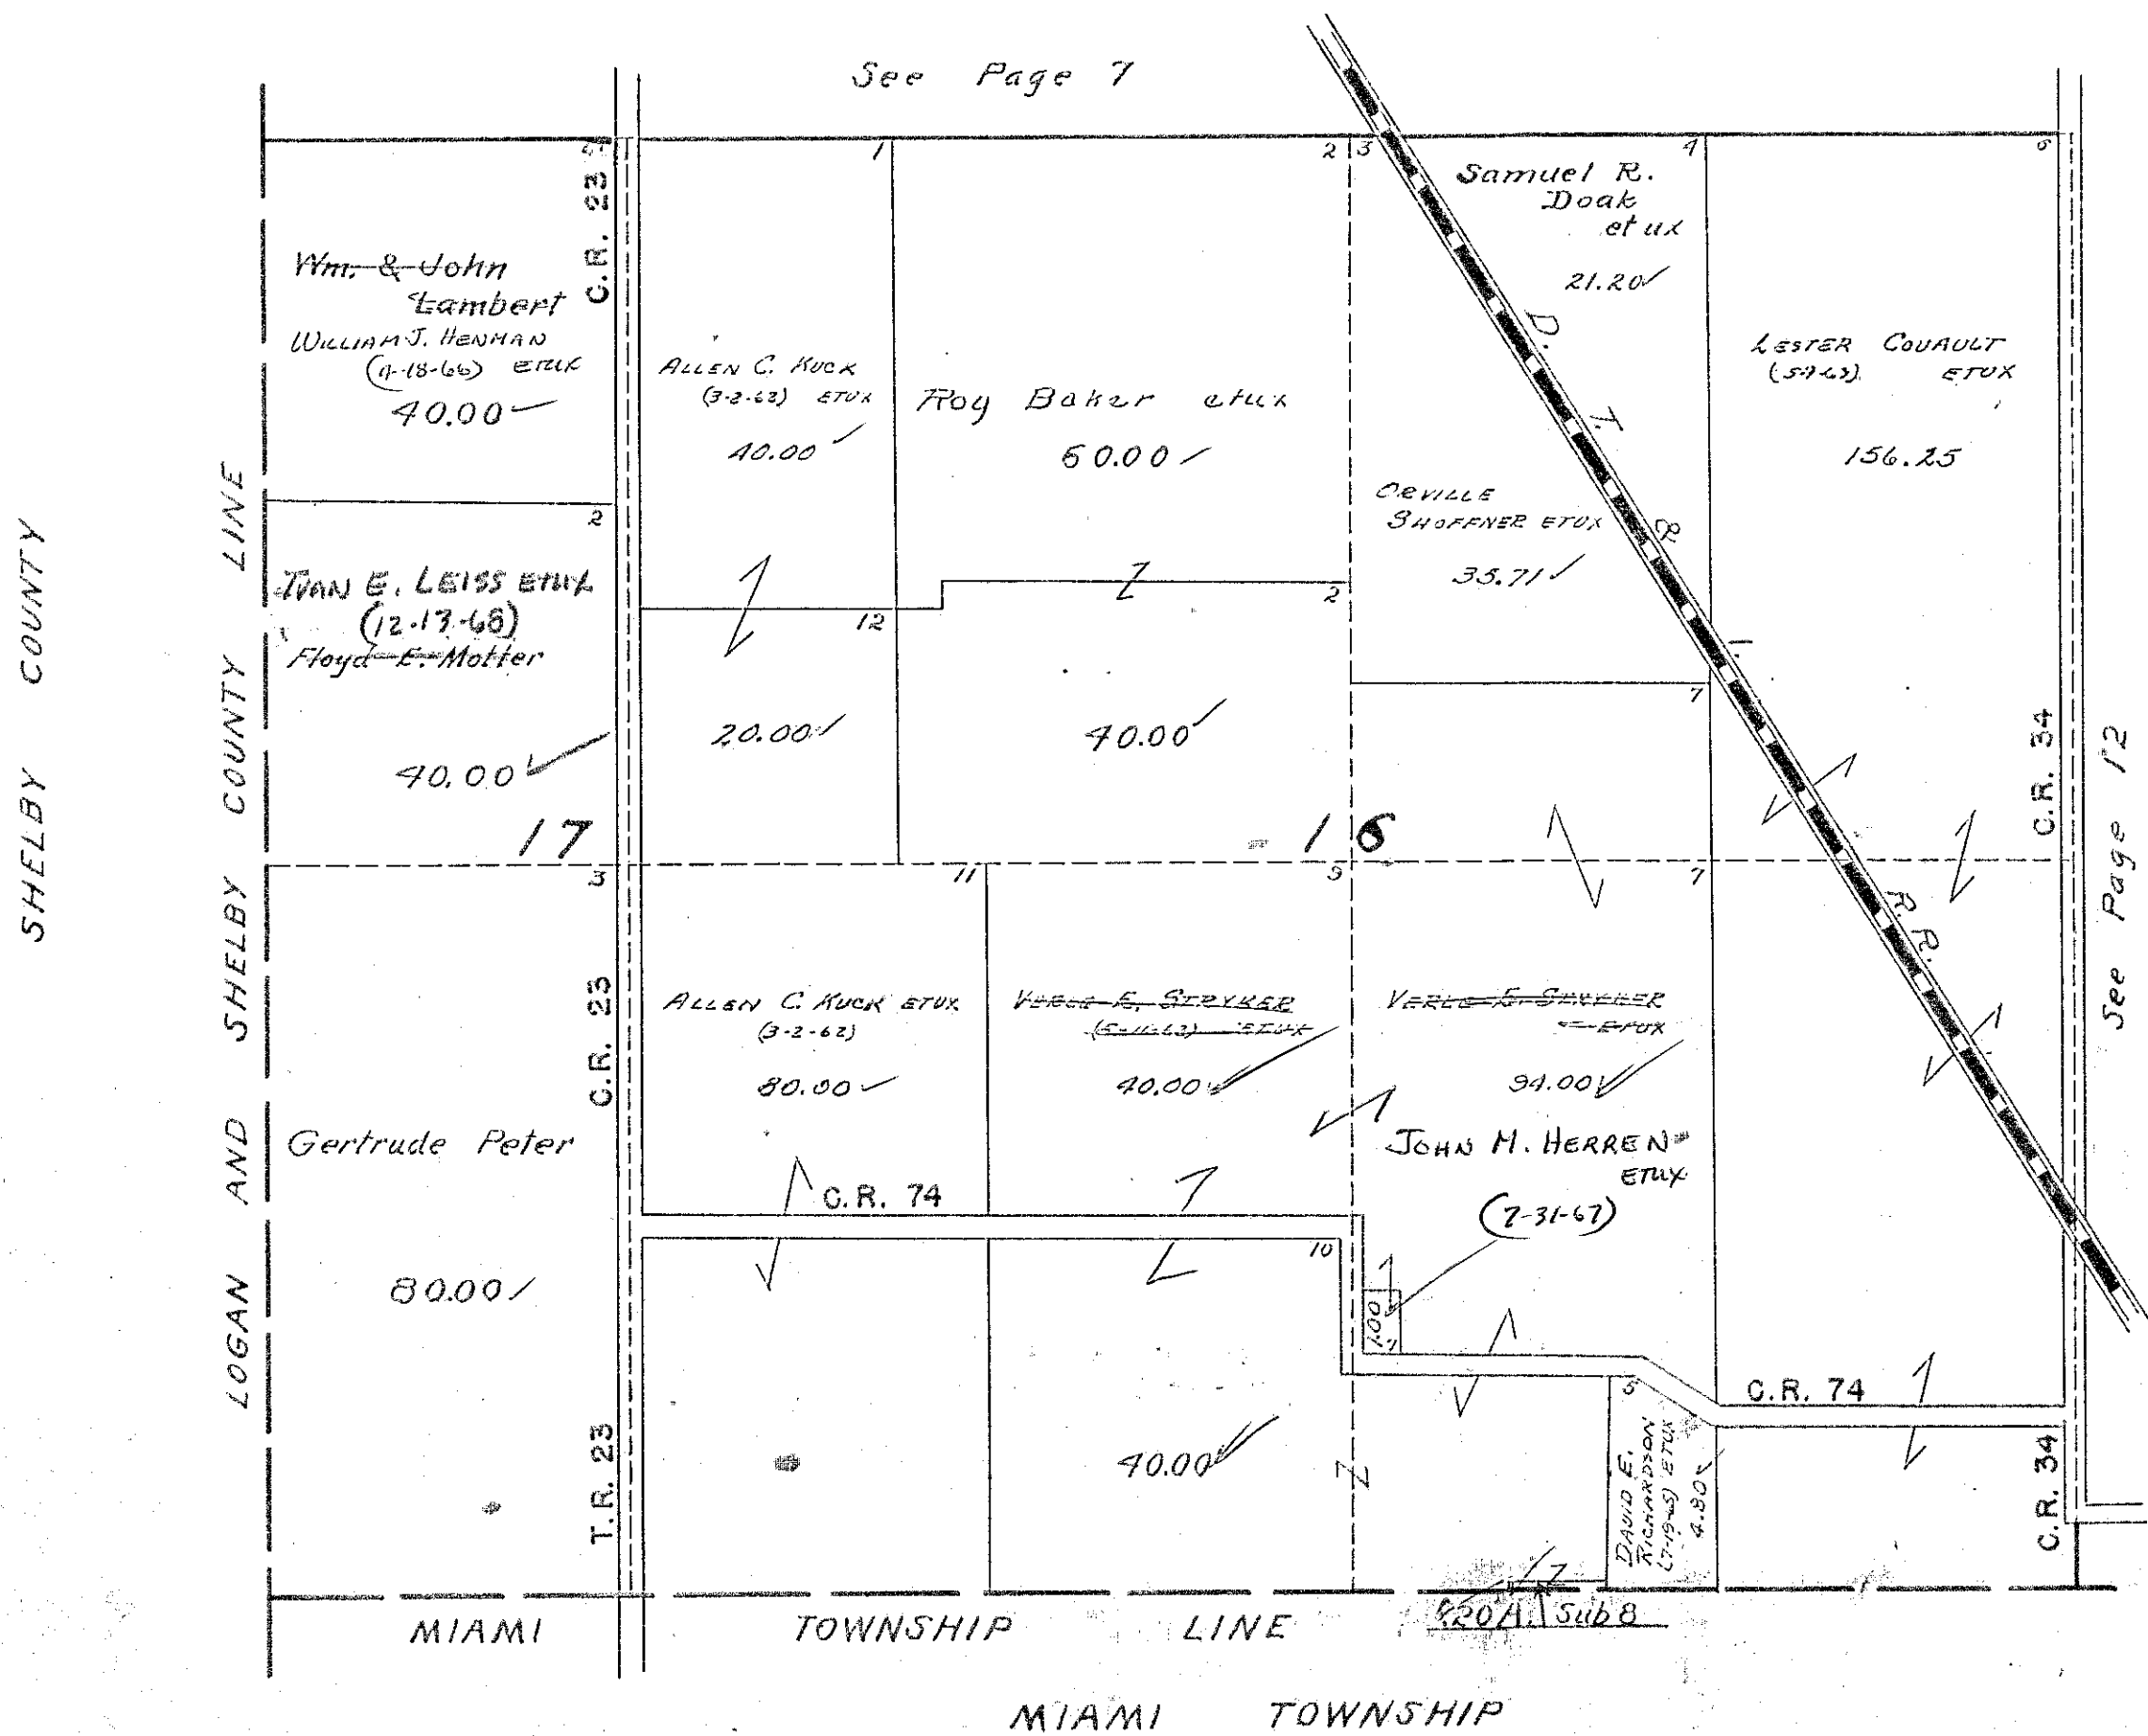 See Page 7
SHELBY COUNTY
LOGAN AND SHELBY COUNTY LINE
C.R. 23
1
2
3
4
6
Wm. & John
Lambert
WILLIAM J. HENMAN
ETUX
40.00
2
IVAN E. LEISS ETUX
(12-13-68)
Floyd E. Motter
40.00
17
3
Gertrude Peter
80.00
C.R. 23
T.R. 23
ALLEN C. KUCK
(3-2-62) ETUX
40.00
12
20.00
Roy Baker etux
60.00
2
40.00
Samuel R.
Doak
et ux
21.20
ORVILLE
SHOFFNER ETUX
35.71
7
D. T. & I. R. R.
LESTER COUAULT
ETUX
156.25
C.R. 34
See Page 12
16
11
9
7
ALLEN C. KUCK ETUX
(3-2-62)
80.00
VERLE E. STRYKER
ETUX
40.00
VERLE E. STRYKER
ETUX
94.00
JOHN M. HERREN
ETUX
(7-31-67)
C.R. 74
10
1.00
7
5
C.R. 74
40.00
DAVID E.
RICHARDSON
ETUX
4.80
C.R. 34
MIAMI TOWNSHIP LINE
Sub 8
MIAMI TOWNSHIP